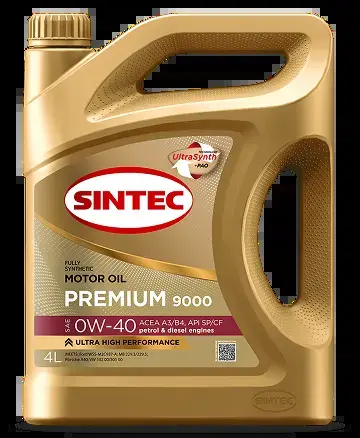 UltraSynth
PAO
SINTEC
FULLY
SYNTHETIC
MOTOR OIL
PREMIUM 9000
SAE 0W-40 ACEA A3/B4, API SP/CF
petrol & diesel engines
ULTRA HIGH PERFORMANCE
4L
SINTEC